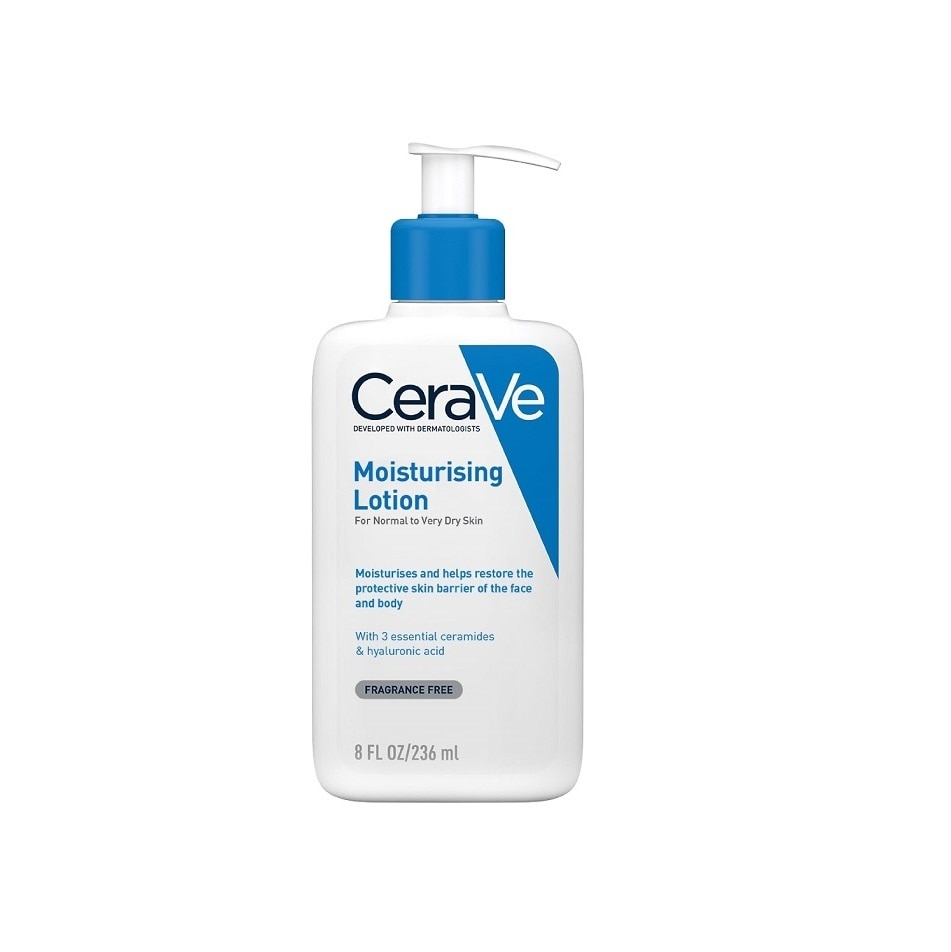 CeraVe
DEVELOPED WITH DERMATOLOGISTS
Moisturising
Lotion
For Normal to Very Dry Skin
Moisturises and helps restore the
protective skin barrier of the face
and body
With 3 essential ceramides
& hyaluronic acid
FRAGRANCE FREE
8 FL OZ/236 ml